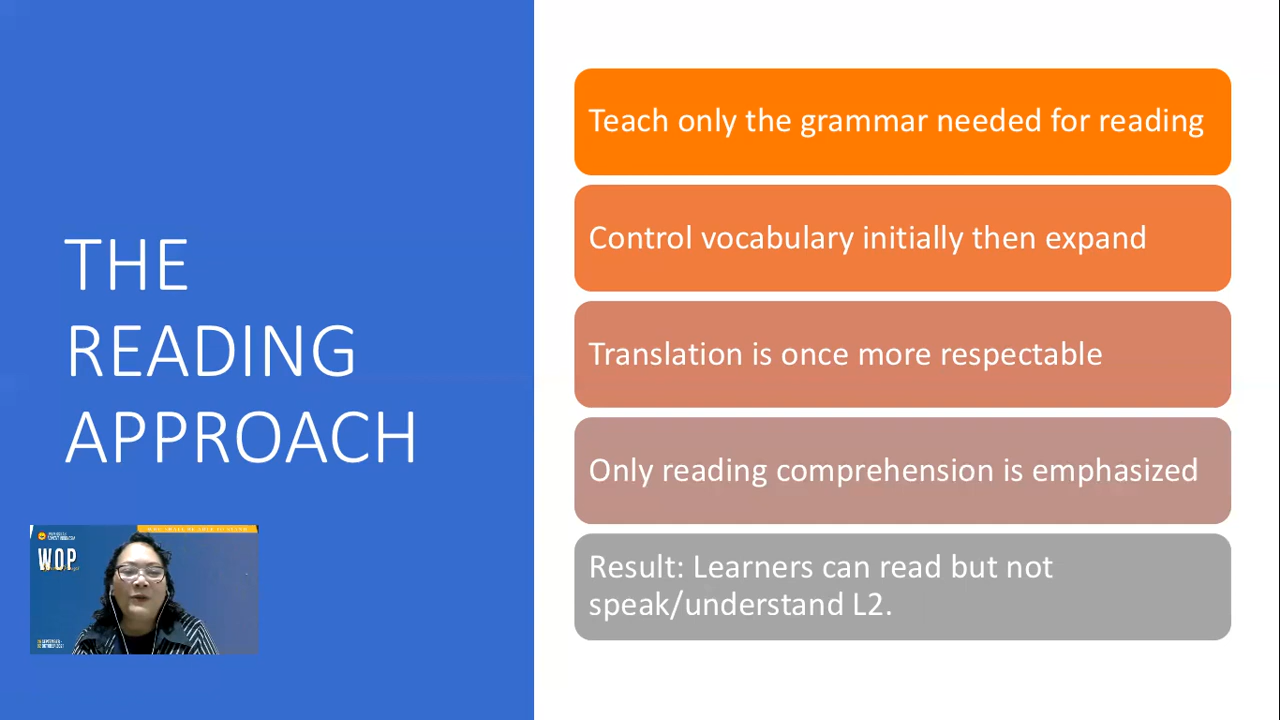 THE
READING
APPROACH
Teach only the grammar needed for reading
Control vocabulary initially then expand
Translation is once more respectable
Only reading comprehension is emphasized
Result: Learners can read but not
speak/understand L2.
W.O.P